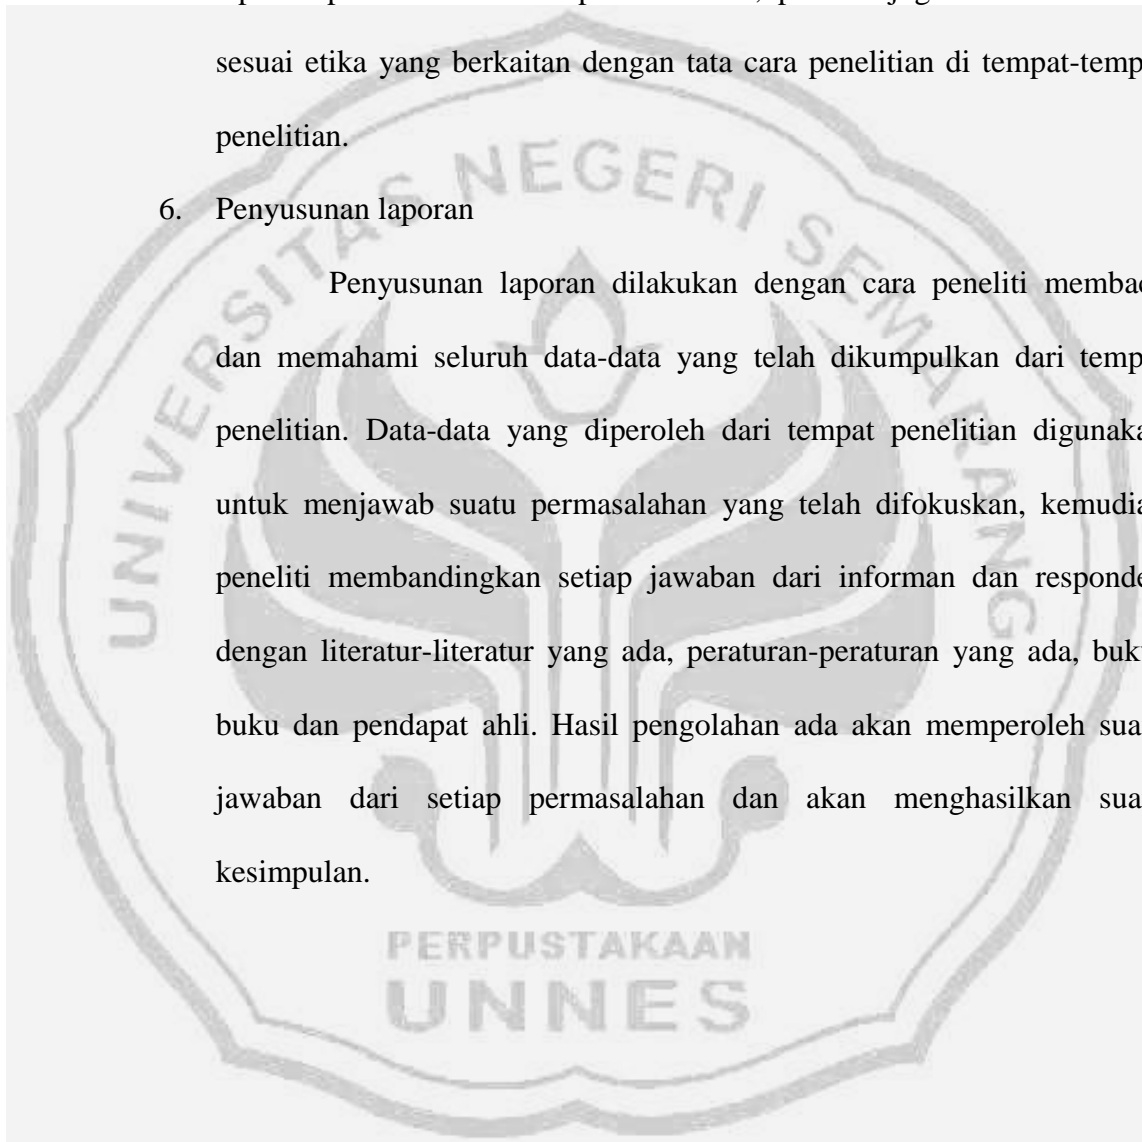 sesuai etika yang berkaitan dengan tata cara penelitian di tempat-temp
penelitian.
6. Penyusunan laporan
Penyusunan laporan dilakukan dengan cara peneliti membac
dan memahami seluruh data-data yang telah dikumpulkan dari temp
penelitian. Data-data yang diperoleh dari tempat penelitian digunaka
untuk menjawab suatu permasalahan yang telah difokuskan, kemudia
peneliti membandingkan setiap jawaban dari informan dan responde
dengan literatur-literatur yang ada, peraturan-peraturan yang ada, buku
buku dan pendapat ahli. Hasil pengolahan ada akan memperoleh sua
jawaban dari setiap permasalahan dan akan menghasilkan sua
kesimpulan.
UNIVERSITAS NEGERI SEMARANG
PERPUSTAKAAN
UNNES